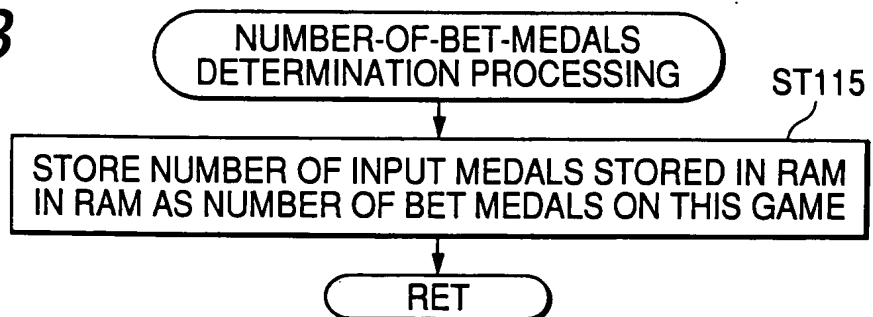 NUMBER-OF-BET-MEDALS
DETERMINATION PROCESSING
ST115
STORE NUMBER OF INPUT MEDALS STORED IN RAM
IN RAM AS NUMBER OF BET MEDALS ON THIS GAME
RET